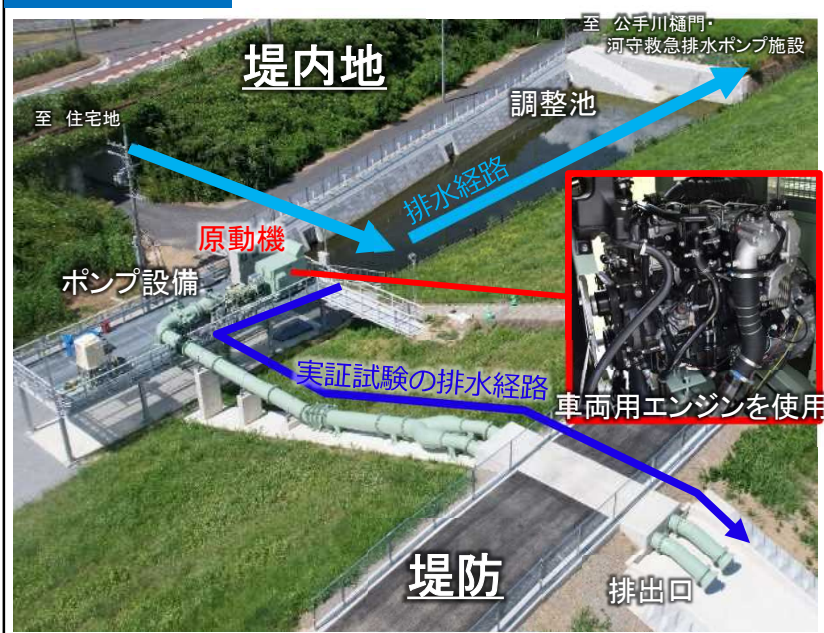 至 公手川樋門・
河守救急排水ポンプ施設
堤内地
調整池
至 住宅地
排水経路
原動機
ポンプ設備
実証試験の排水経路
車両用エンジンを使用
堤防
排出口